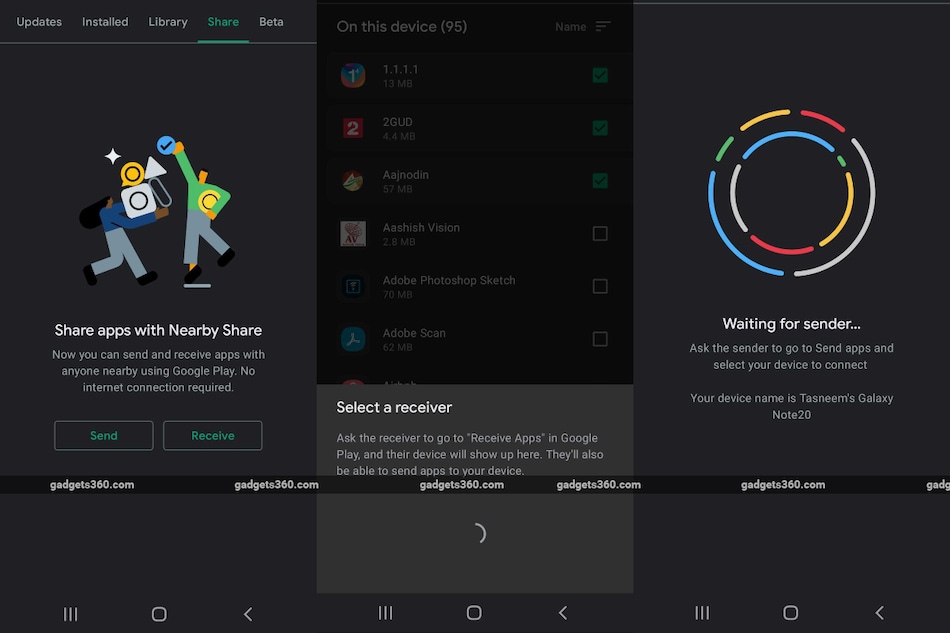 Updates Installed Library Share Beta
Share apps with Nearby Share
Now you can send and receive apps with
anyone nearby using Google Play. No
internet connection required.
Send Receive
On this device (95) Name
1.1.1.1
13 MB
2GUD
4.4 MB
Aajnodin
57 MB
Aashish Vision
2.8 MB
Adobe Photoshop Sketch
70 MB
Adobe Scan
62 MB
Select a receiver
Ask the receiver to go to "Receive Apps" in Google
Play, and their device will show up here. They'll also
be able to send apps to your device.
Waiting for sender...
Ask the sender to go to Send apps and
select your device to connect
Your device name is Tasneem's Galaxy
Note20
gadgets360.com gadgets360.com gadgets360.com gadgets360.com gadgets360.com gadg